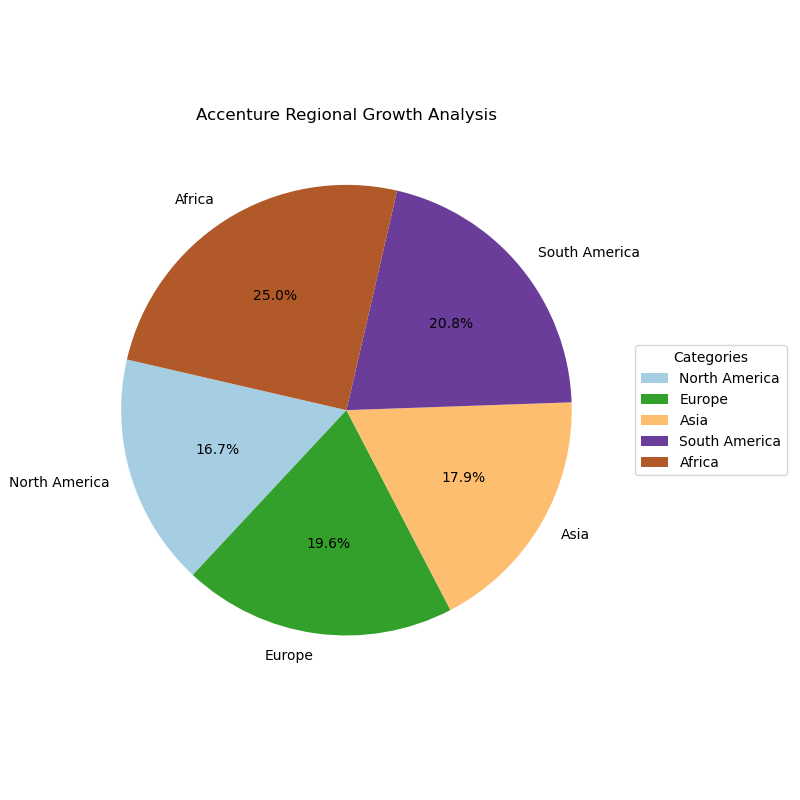 Accenture Regional Growth Analysis
Africa
South America
25.0%
20.8%
Categories
North America
Europe
Asia
South America
Africa
16.7%
17.9%
North America
19.6%
Asia
Europe